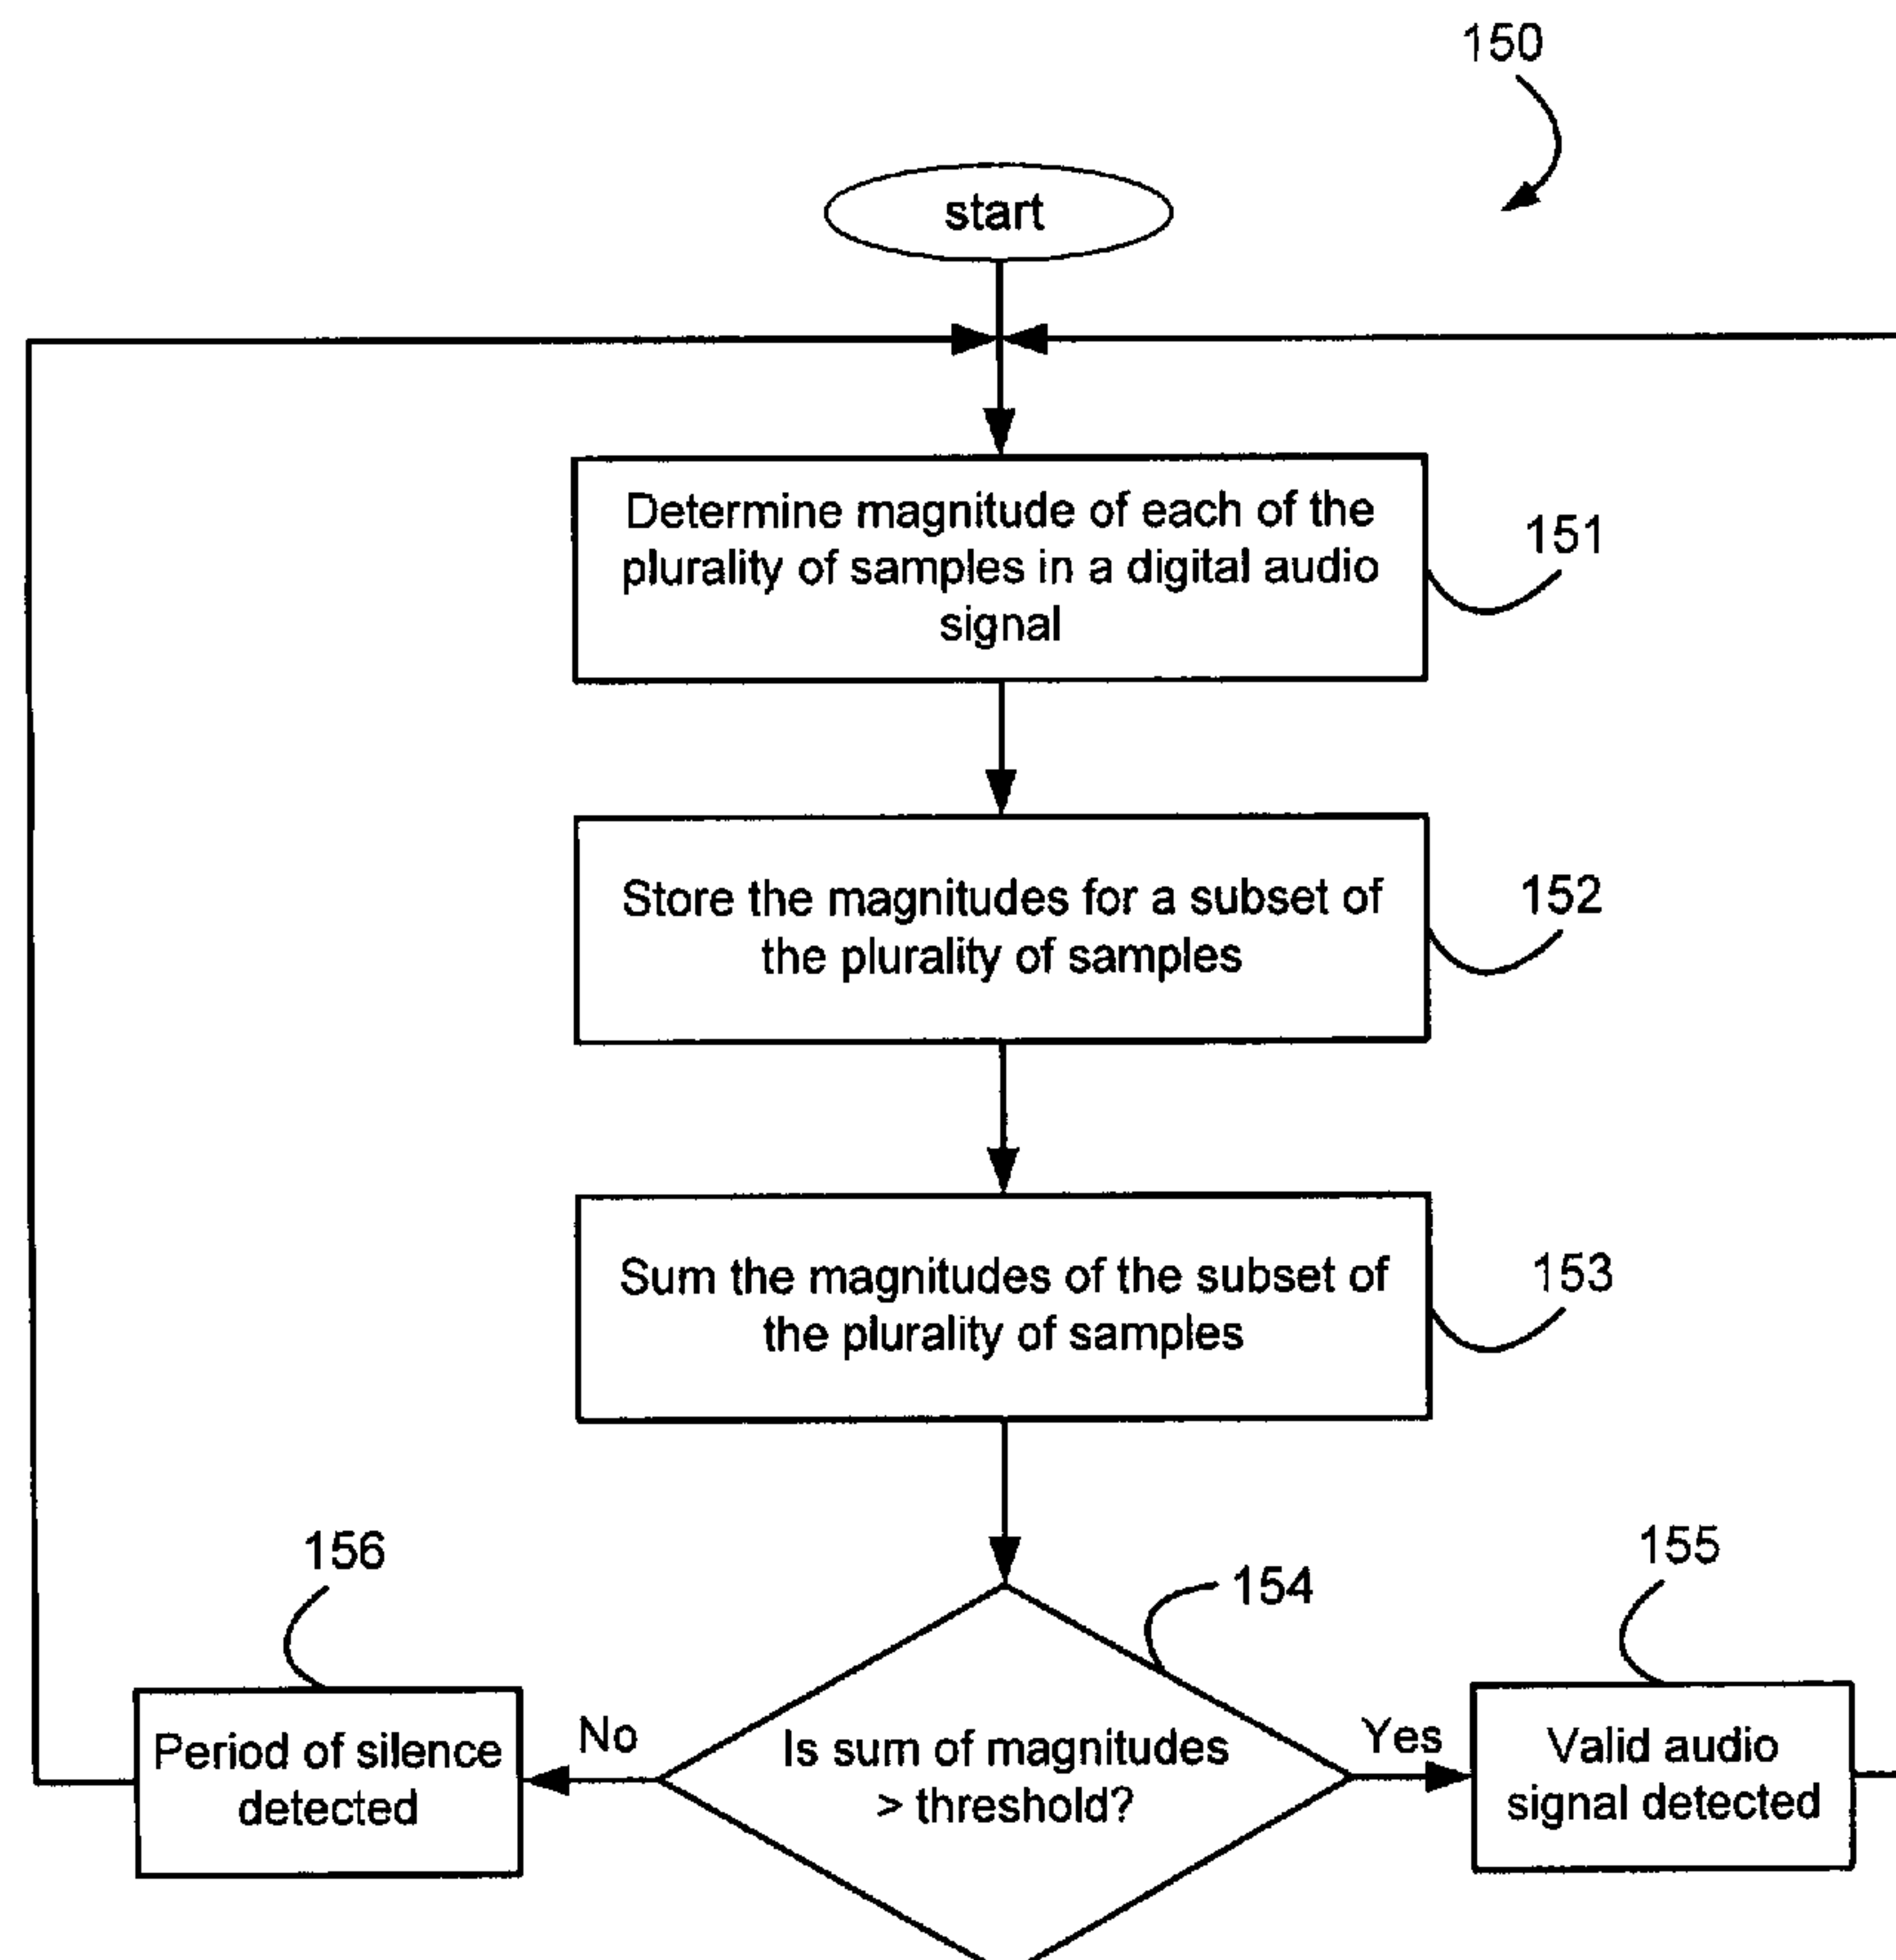 150
start
Determine magnitude of each of the
plurality of samples in a digital audio
signal
151
Store the magnitudes for a subset of
the plurality of samples
152
Sum the magnitudes of the subset of
the plurality of samples
153
156
154
155
Period of silence
detected
No
Is sum of magnitudes
> threshold?
Yes
Valid audio
signal detected